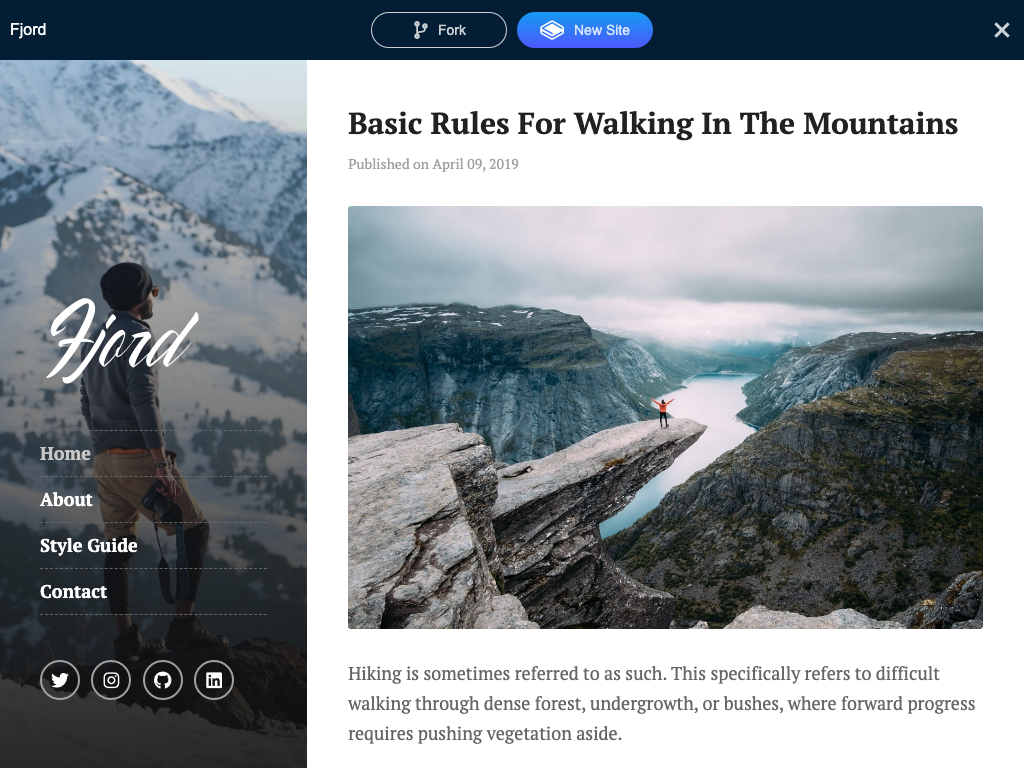 Fjord
Fork
New Site
Fjord
Home
About
Style Guide
Contact
Basic Rules For Walking In The Mountains
Published on April 09, 2019
Hiking is sometimes referred to as such. This specifically refers to difficult
walking through dense forest, undergrowth, or bushes, where forward progress
requires pushing vegetation aside.